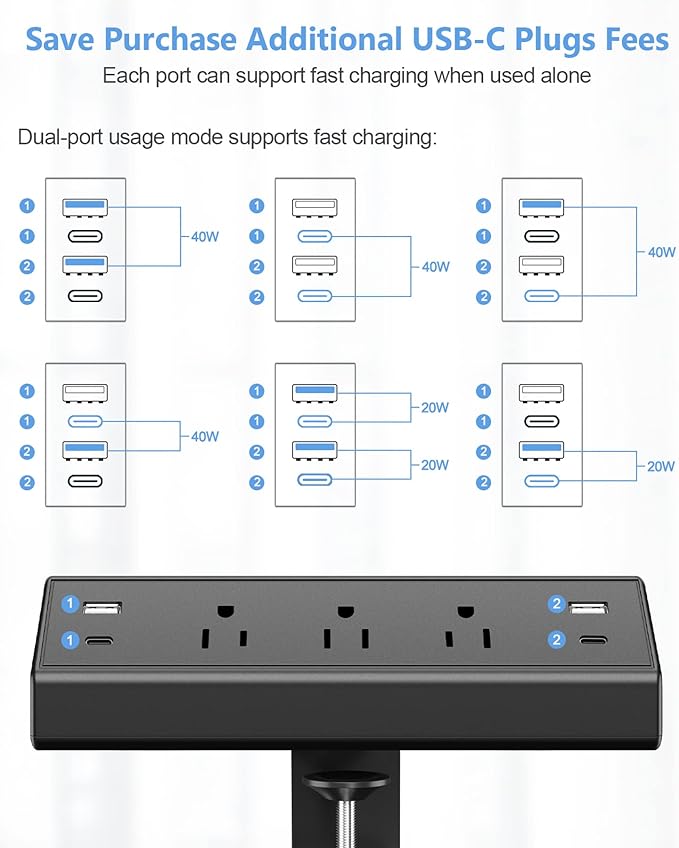 Save Purchase Additional USB-C Plugs Fees
Each port can support fast charging when used alone
Dual-port usage mode supports fast charging:
1
1
2
2
40W
1
1
2
2
40W
1
1
2
2
40W
1
1
2
2
40W
1
1
2
2
20W
20W
1
1
2
2
20W
1
1
2
2